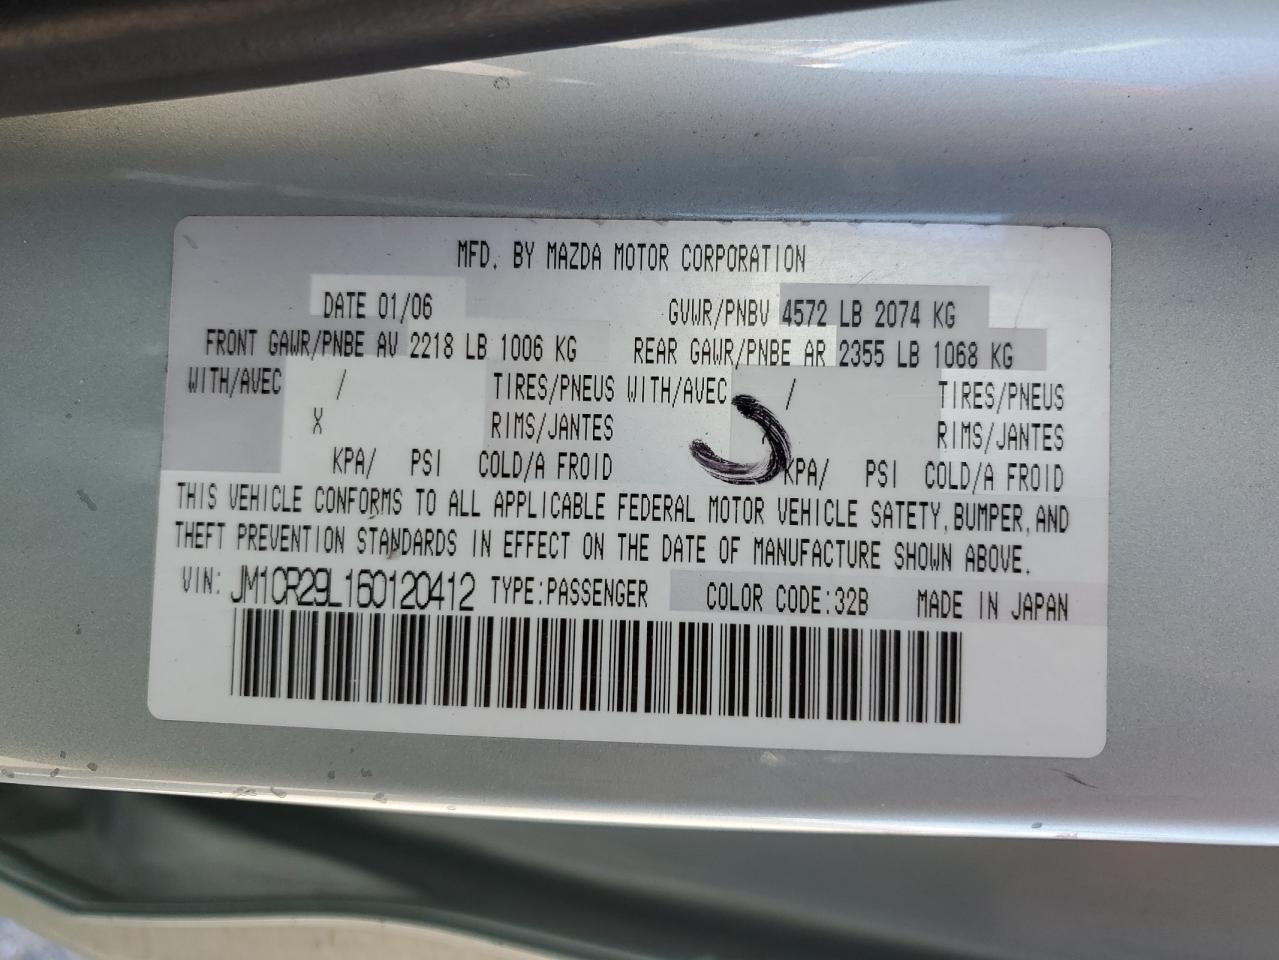 MFD. BY MAZDA MOTOR CORPORATION
DATE 01/06 GVWR/PNBV 4572 LB 2074 KG
FRONT GAWR/PNBE AV 2218 LB 1006 KG REAR GAWR/PNBE AR 2355 LB 1068 KG
WITH/AVEC / TIRES/PNEUS WITH/AVEC / TIRES/PNEUS
X RIMS/JANTES RIMS/JANTES
KPA/ PSI COLD/A FROID KPA/ PSI COLD/A FROID
THIS VEHICLE CONFORMS TO ALL APPLICABLE FEDERAL MOTOR VEHICLE SATETY,BUMPER,AND
THEFT PREVENTION STANDARDS IN EFFECT ON THE DATE OF MANUFACTURE SHOWN ABOVE.
VIN: JM1CR29L160120412 TYPE:PASSENGER COLOR CODE:32B MADE IN JAPAN